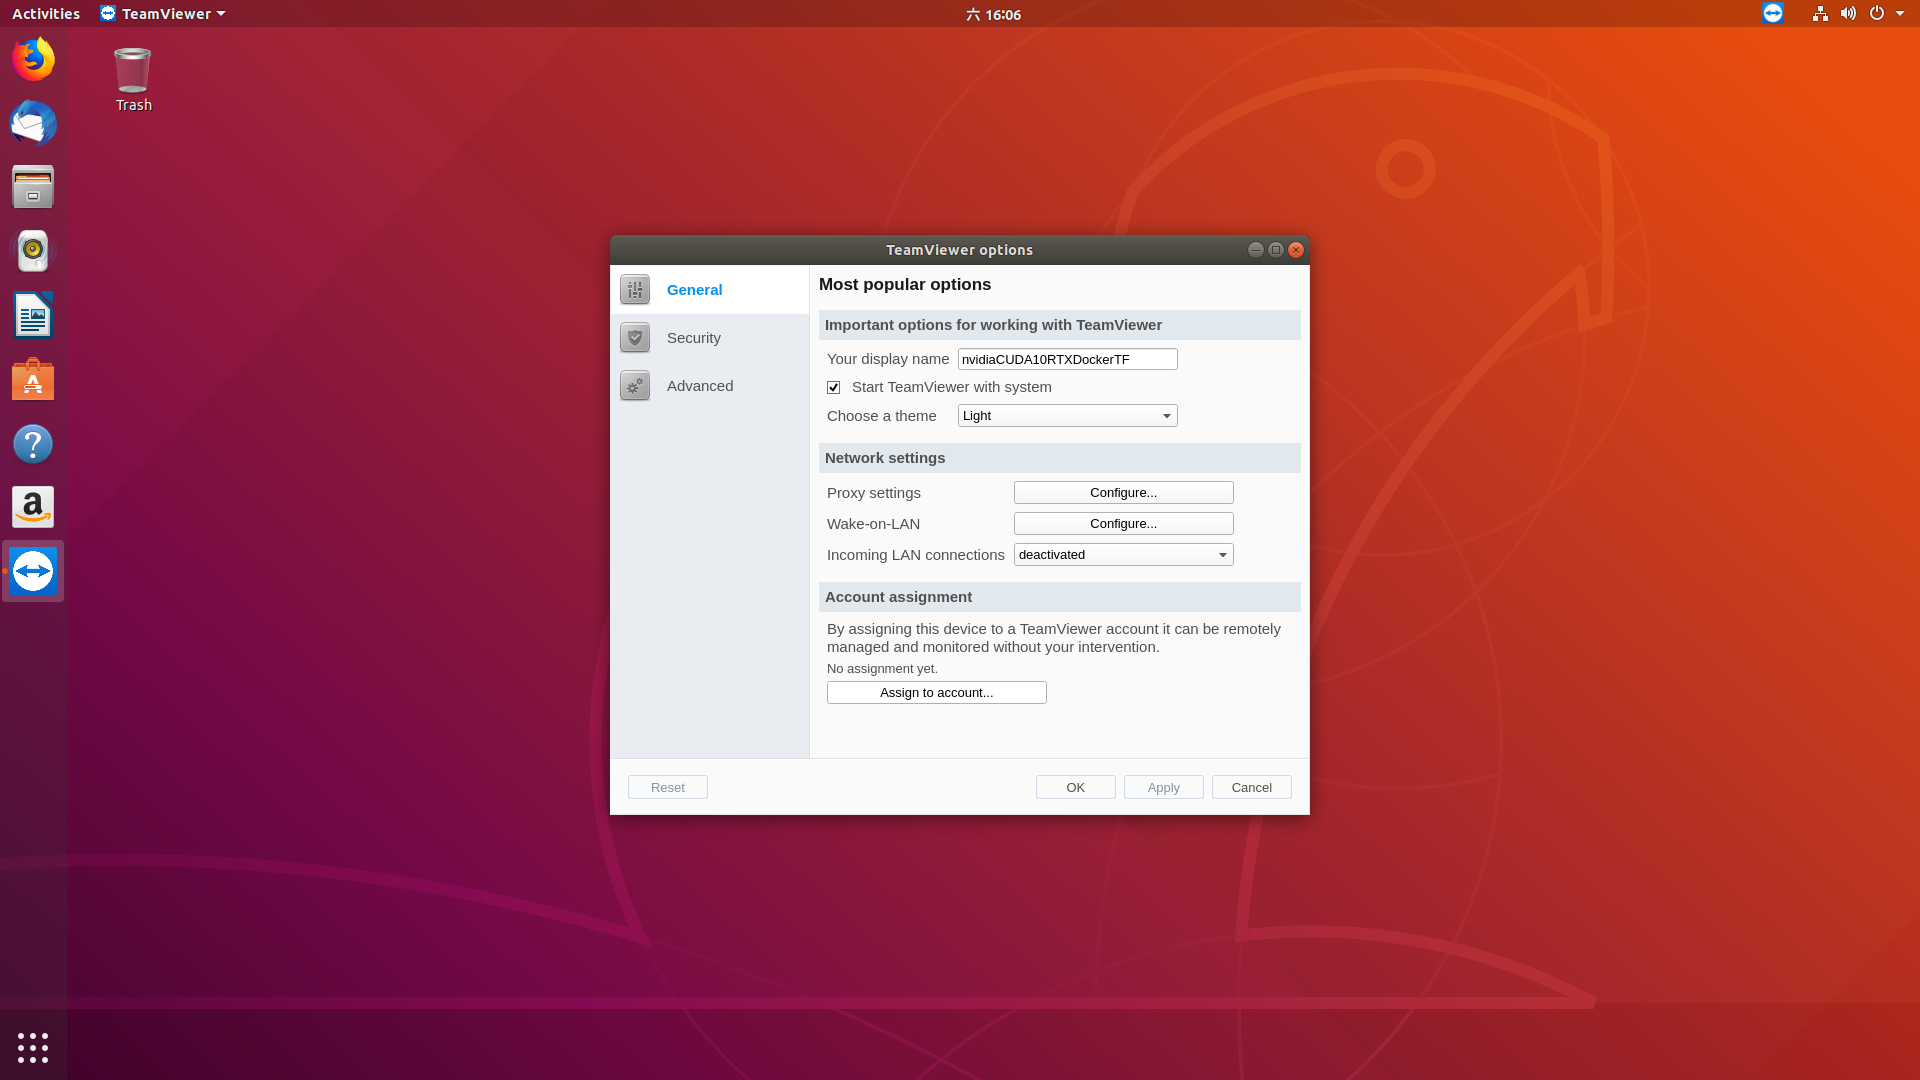 Activities
TeamViewer
六 16:06
Trash
TeamViewer options
General
Security
Advanced
Most popular options
Important options for working with TeamViewer
Your display name nvidiaCUDA10RTXDockerTF
Start TeamViewer with system
Choose a theme Light
Network settings
Proxy settings Configure...
Wake-on-LAN Configure...
Incoming LAN connections deactivated
Account assignment
By assigning this device to a TeamViewer account it can be remotely
managed and monitored without your intervention.
No assignment yet.
Assign to account...
Reset OK Apply Cancel